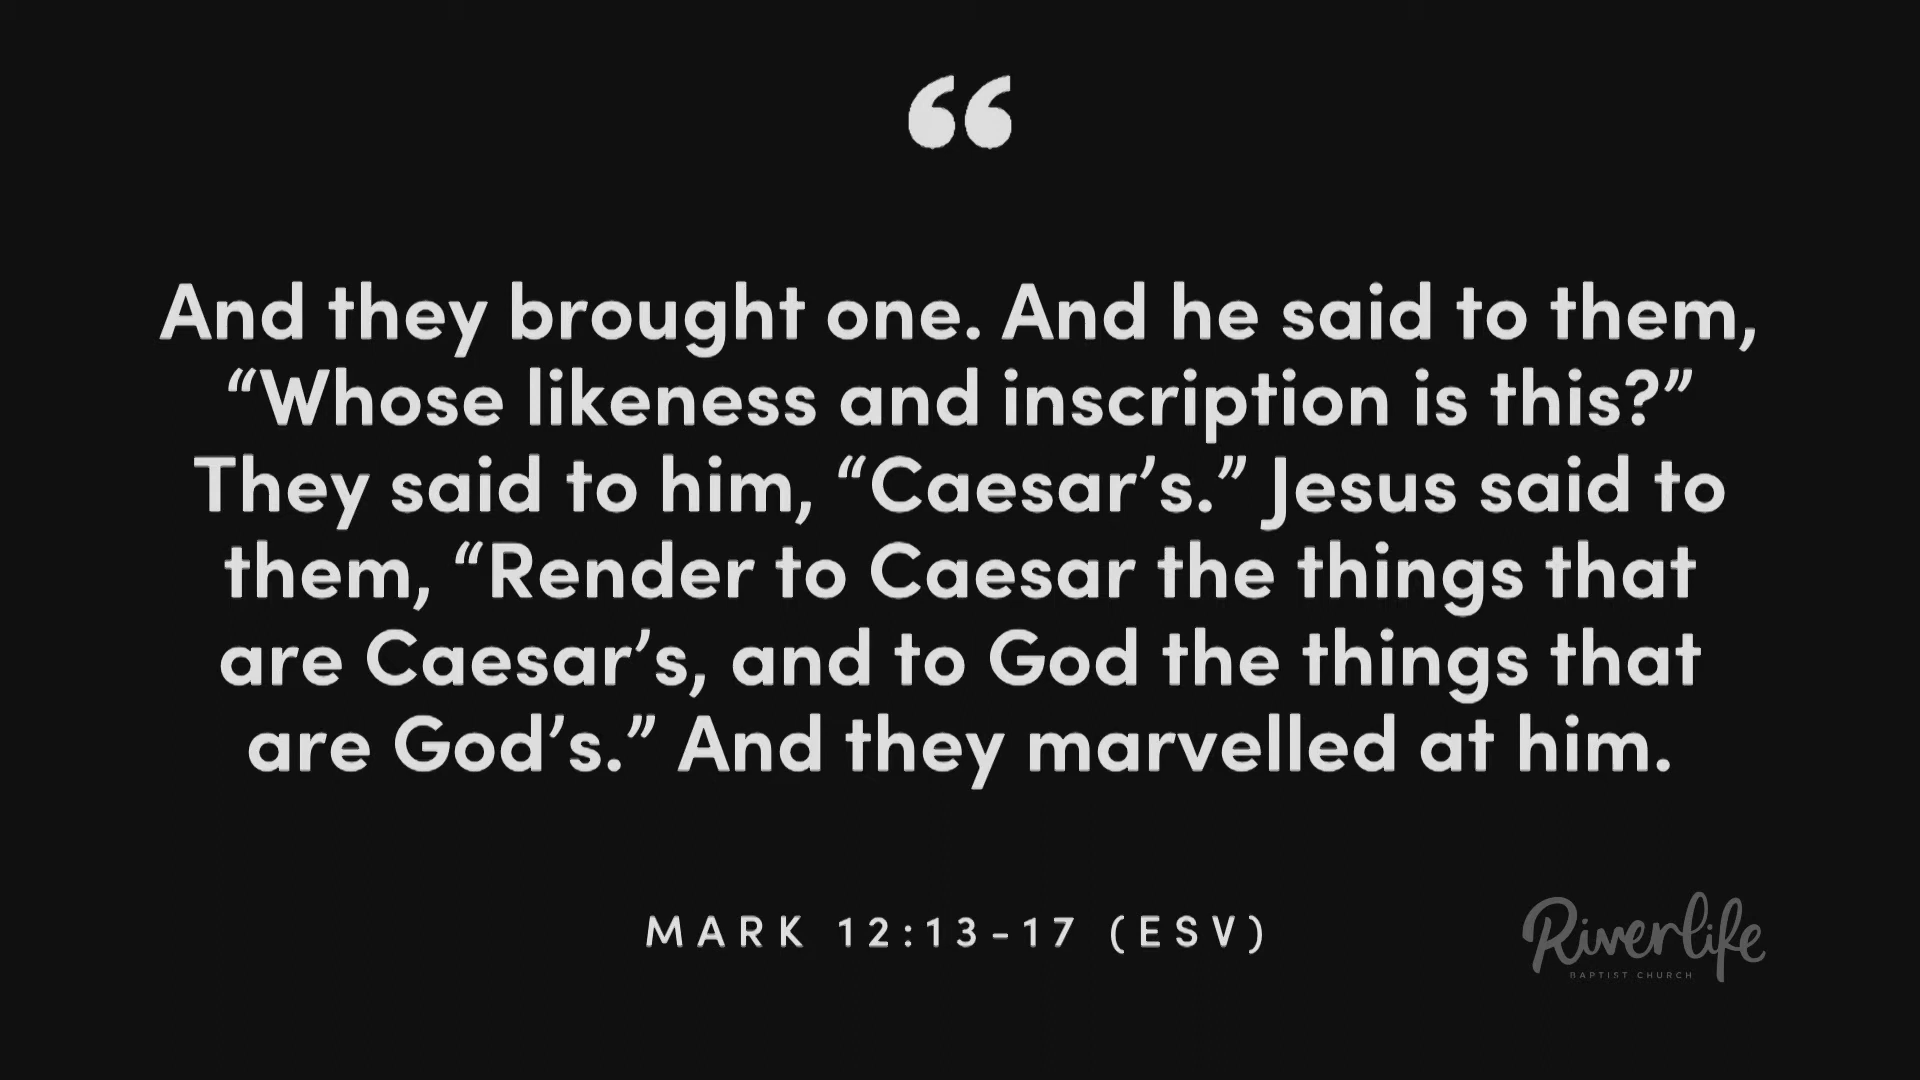 “
And they brought one. And he said to them,
“Whose likeness and inscription is this?”
They said to him, “Caesar’s.” Jesus said to
them, “Render to Caesar the things that
are Caesar’s, and to God the things that
are God’s.” And they marvelled at him.
MARK 12:13-17 (ESV)
Riverlife
BAPTIST CHURCH